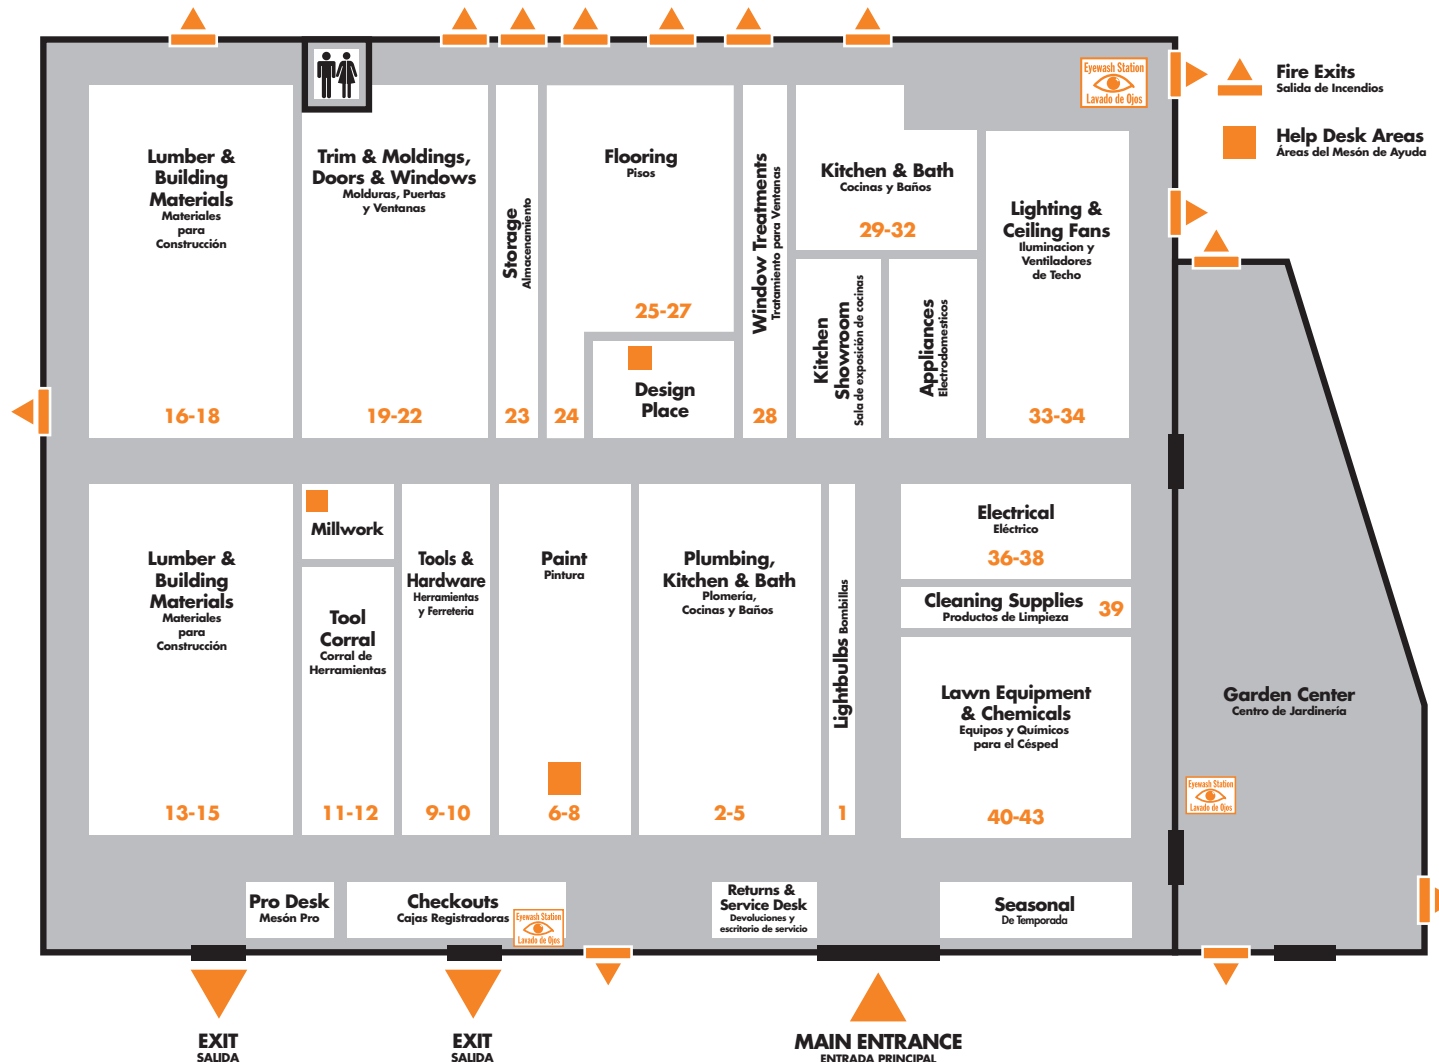 Eyewash Station
Lavado de Ojos
Fire Exits
Salida de Incendios
Help Desk Areas
Áreas del Mesón de Ayuda
Lumber &
Building
Materials
Materiales
para
Construcción
16-18
Trim & Moldings,
Doors & Windows
Molduras, Puertas
y Ventanas
19-22
Storage
Almacenamiento
23
Flooring
Pisos
25-27
24
Design
Place
Window Treatments
Tratamiento para Ventanas
28
Kitchen & Bath
Cocinas y Baños
29-32
Kitchen
Showroom
Sala de exposición de cocinas
Appliances
Electrodomesticos
Lighting &
Ceiling Fans
Iluminacion y
Ventiladores
de Techo
33-34
Lumber &
Building
Materials
Materiales
para
Construcción
13-15
Millwork
Tool
Corral
Corral de
Herramientas
11-12
Tools &
Hardware
Herramientas
y Ferreteria
9-10
Paint
Pintura
6-8
Plumbing,
Kitchen & Bath
Plomería,
Cocinas y Baños
2-5
Lightbulbs Bombillas
1
Electrical
Eléctrico
36-38
Cleaning Supplies
Productos de Limpieza
39
Lawn Equipment
& Chemicals
Equipos y Químicos
para el Césped
40-43
Garden Center
Centro de Jardinería
Eyewash Station
Lavado de Ojos
Pro Desk
Mesón Pro
Checkouts
Cajas Registradoras
Eyewash Station
Lavado de Ojos
Returns &
Service Desk
Devoluciones y
escritorio de servicio
Seasonal
De Temporada
EXIT
SALIDA
EXIT
SALIDA
MAIN ENTRANCE
ENTRADA PRINCIPAL